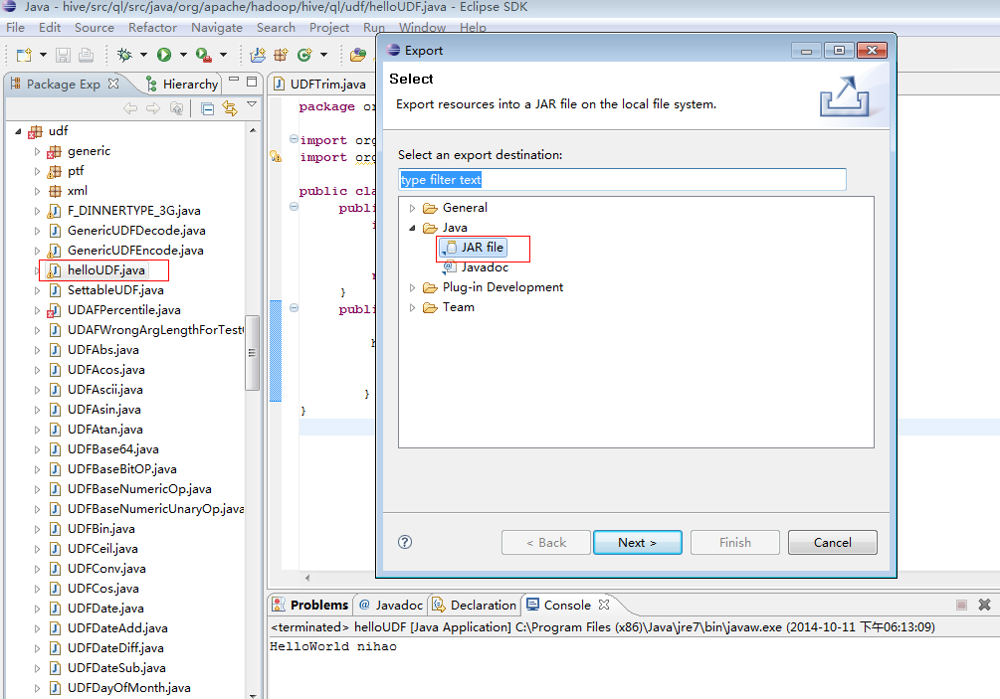 Java - hive/src/ql/src/java/org/apache/hadoop/hive/ql/udf/helloUDF.java - Eclipse SDK
File Edit Source Refactor Navigate Search Project Run Window Help
Package Exp Hierarchy
udf
generic
ptf
xml
F_DINNERTYPE_3G.java
GenericUDFDecode.java
GenericUDFEncode.java
helloUDF.java
SettableUDF.java
UDAFPercentile.java
UDAFWrongArgLengthForTest
UDFAbs.java
UDFAcos.java
UDFAscii.java
UDFAsin.java
UDFAtan.java
UDFBase64.java
UDFBaseBitOP.java
UDFBaseNumericOp.java
UDFBaseNumericUnaryOp.java
UDFBin.java
UDFCeil.java
UDFConv.java
UDFCos.java
UDFDate.java
UDFDateAdd.java
UDFDateDiff.java
UDFDateSub.java
UDFDayOfMonth.java
UDFTrim.java
package or
import org
import org
public cla
publi
}
publi
}
}
Export
Select
Export resources into a JAR file on the local file system.
Select an export destination:
type filter text
General
Java
JAR file
Javadoc
Plug-in Development
Team
< Back Next > Finish Cancel
Problems @ Javadoc Declaration Console
<terminated> helloUDF [Java Application] C:\Program Files (x86)\Java\jre7\bin\javaw.exe (2014-10-11 下午06:13:09)
HelloWorld nihao